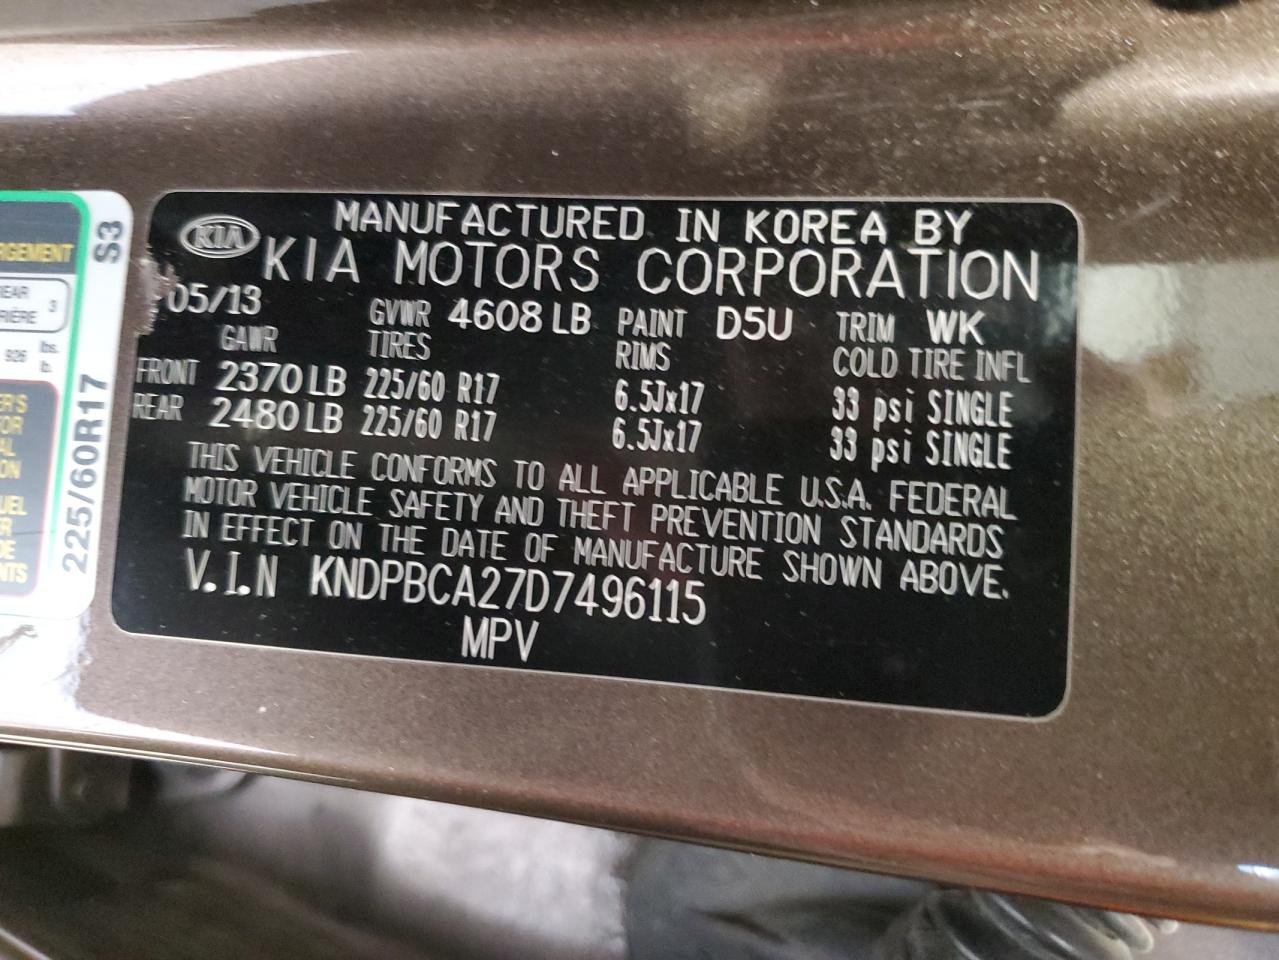 KIA
MANUFACTURED IN KOREA BY
KIA MOTORS CORPORATION
05/13 GVWR 4608 LB PAINT D5U TRIM WK
GAWR TIRES RIMS COLD TIRE INFL
FRONT 2370 LB 225/60 R17 6.5Jx17 33 psi SINGLE
REAR 2480 LB 225/60 R17 6.5Jx17 33 psi SINGLE
THIS VEHICLE CONFORMS TO ALL APPLICABLE U.S.A. FEDERAL
MOTOR VEHICLE SAFETY AND THEFT PREVENTION STANDARDS
IN EFFECT ON THE DATE OF MANUFACTURE SHOWN ABOVE.
V.I.N KNDPBCA27D7496115
MPV
225/60R17 S3
3
926 lbs.